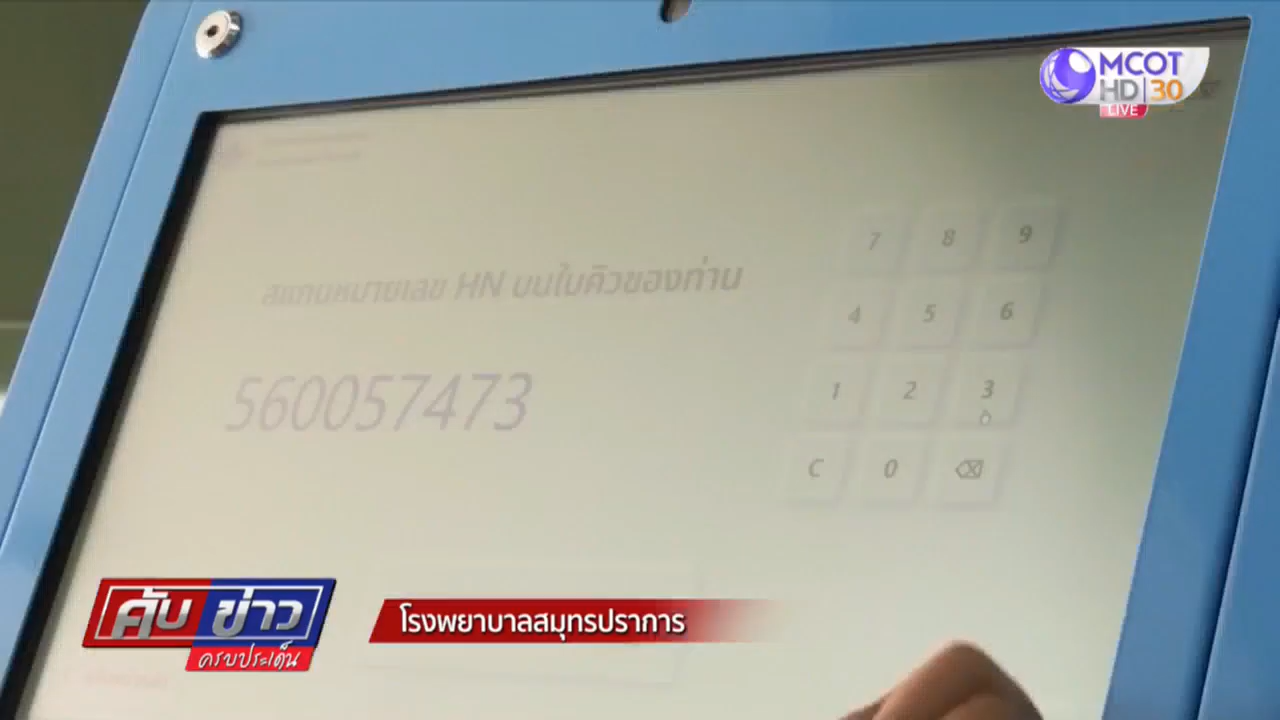 MCOT
HD 30
LIVE
สแกนหมายเลข HN บนใบคิวของท่าน
560057473
7 8 9
4 5 6
1 2 3
C 0
คับข่าว
ครบประเด็น
โรงพยาบาลสมุทรปราการ